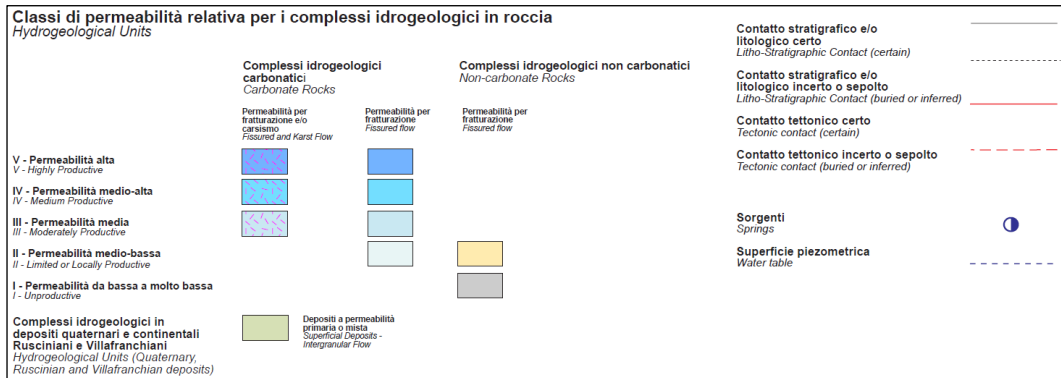 Classi di permeabilità relativa per i complessi idrogeologici in roccia
Hydrogeological Units
Complessi idrogeologici
carbonatici
Carbonate Rocks
Complessi idrogeologici non carbonatici
Non-carbonate Rocks
Permeabilità per
fratturazione e/o
carsismo
Fissured and Karst Flow
Permeabilità per
fratturazione
Fissured flow
Permeabilità per
fratturazione
Fissured flow
V - Permeabilità alta
V - Highly Productive
IV - Permeabilità medio-alta
IV - Medium Productive
III - Permeabilità media
III - Moderately Productive
II - Permeabilità medio-bassa
II - Limited or Locally Productive
I - Permeabilità da bassa a molto bassa
I - Unproductive
Complessi idrogeologici in
depositi quaternari e continentali
Rusciniani e Villafranchiani
Hydrogeological Units (Quaternary,
Ruscinian and Villafranchian deposits)
Depositi a permeabilità
primaria o mista
Superficial Deposits -
Intergranular Flow
Contatto stratigrafico e/o
litologico certo
Litho-Stratigraphic Contact (certain)
Contatto stratigrafico e/o
litologico incerto o sepolto
Litho-Stratigraphic Contact (buried or inferred)
Contatto tettonico certo
Tectonic contact (certain)
Contatto tettonico incerto o sepolto
Tectonic contact (buried or inferred)
Sorgenti
Springs
Superficie piezometrica
Water table